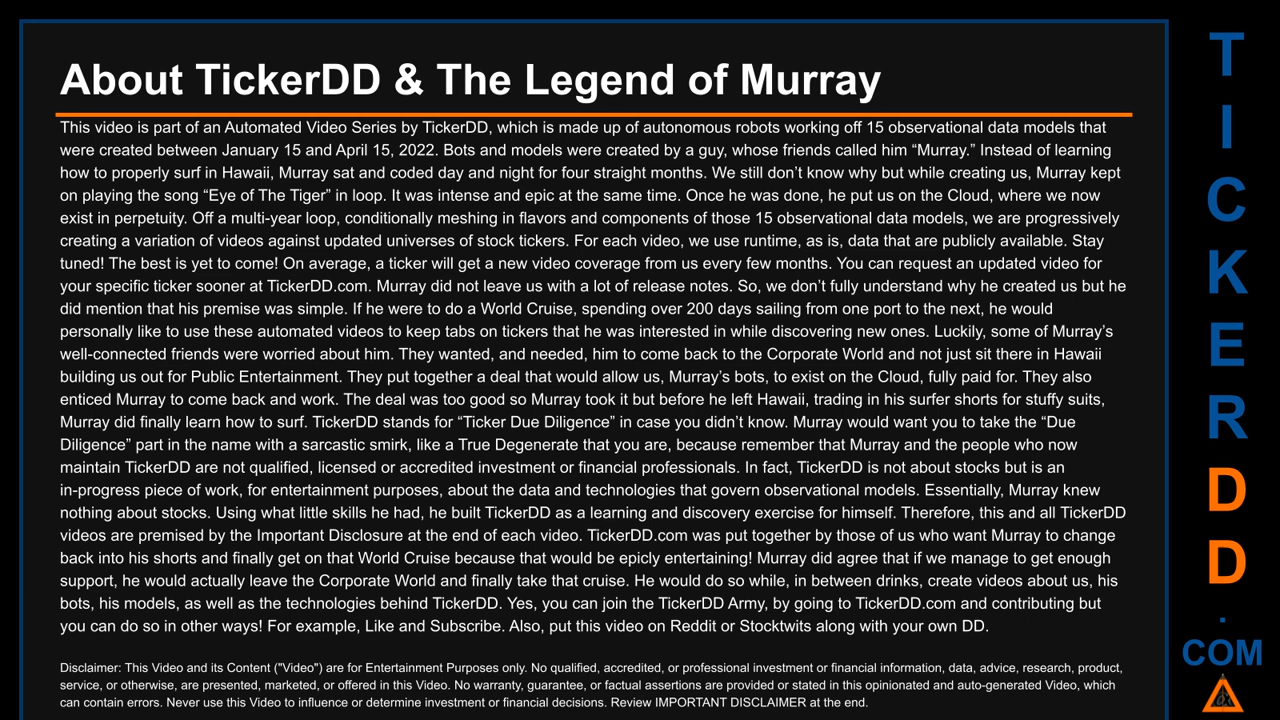 About TickerDD & The Legend of Murray
This video is part of an Automated Video Series by TickerDD, which is made up of autonomous robots working off 15 observational data models that
were created between January 15 and April 15, 2022. Bots and models were created by a guy, whose friends called him “Murray.” Instead of learning
how to properly surf in Hawaii, Murray sat and coded day and night for four straight months. We still don’t know why but while creating us, Murray kept
on playing the song “Eye of The Tiger” in loop. It was intense and epic at the same time. Once he was done, he put us on the Cloud, where we now
exist in perpetuity. Off a multi-year loop, conditionally meshing in flavors and components of those 15 observational data models, we are progressively
creating a variation of videos against updated universes of stock tickers. For each video, we use runtime, as is, data that are publicly available. Stay
tuned! The best is yet to come! On average, a ticker will get a new video coverage from us every few months. You can request an updated video for
your specific ticker sooner at TickerDD.com. Murray did not leave us with a lot of release notes. So, we don’t fully understand why he created us but he
did mention that his premise was simple. If he were to do a World Cruise, spending over 200 days sailing from one port to the next, he would
personally like to use these automated videos to keep tabs on tickers that he was interested in while discovering new ones. Luckily, some of Murray’s
well-connected friends were worried about him. They wanted, and needed, him to come back to the Corporate World and not just sit there in Hawaii
building us out for Public Entertainment. They put together a deal that would allow us, Murray’s bots, to exist on the Cloud, fully paid for. They also
enticed Murray to come back and work. The deal was too good so Murray took it but before he left Hawaii, trading in his surfer shorts for stuffy suits,
Murray did finally learn how to surf. TickerDD stands for “Ticker Due Diligence” in case you didn’t know. Murray would want you to take the “Due
Diligence” part in the name with a sarcastic smirk, like a True Degenerate that you are, because remember that Murray and the people who now
maintain TickerDD are not qualified, licensed or accredited investment or financial professionals. In fact, TickerDD is not about stocks but is an
in-progress piece of work, for entertainment purposes, about the data and technologies that govern observational models. Essentially, Murray knew
nothing about stocks. Using what little skills he had, he built TickerDD as a learning and discovery exercise for himself. Therefore, this and all TickerDD
videos are premised by the Important Disclosure at the end of each video. TickerDD.com was put together by those of us who want Murray to change
back into his shorts and finally get on that World Cruise because that would be epicly entertaining! Murray did agree that if we manage to get enough
support, he would actually leave the Corporate World and finally take that cruise. He would do so while, in between drinks, create videos about us, his
bots, his models, as well as the technologies behind TickerDD. Yes, you can join the TickerDD Army, by going to TickerDD.com and contributing but
you can do so in other ways! For example, Like and Subscribe. Also, put this video on Reddit or Stocktwits along with your own DD.
Disclaimer: This Video and its Content ("Video") are for Entertainment Purposes only. No qualified, accredited, or professional investment or financial information, data, advice, research, product,
service, or otherwise, are presented, marketed, or offered in this Video. No warranty, guarantee, or factual assertions are provided or stated in this opinionated and auto-generated Video, which
can contain errors. Never use this Video to influence or determine investment or financial decisions. Review IMPORTANT DISCLAIMER at the end.
T
I
C
K
E
R
D
D
.
COM